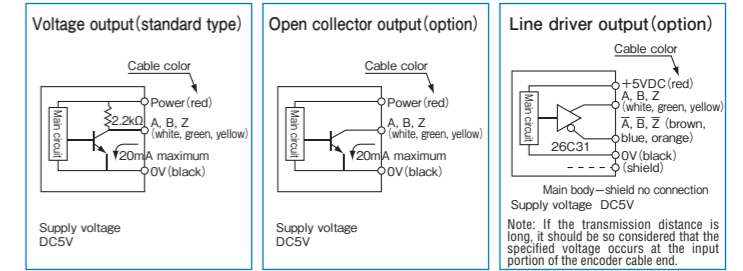 Voltage output(standard type)
Cable color
Power(red)
2.2kΩ
A, B, Z
(white, green, yellow)
Main circuit
20mA maximum
0V(black)
Supply voltage
DC5V
Open collector output(option)
Cable color
Power(red)
A, B, Z
(white, green, yellow)
Main circuit
20mA maximum
0V(black)
Supply voltage
DC5V
Line driver output(option)
Cable color
+5VDC(red)
A, B, Z
(white, green, yellow)
Main circuit
A̅, B̅, Z̅ (brown,
blue, orange)
26C31
0V(black)
(shield)
Main body—shield no connection
Supply voltage DC5V
Note: If the transmission distance is
long, it should be so considered that the
specified voltage occurs at the input
portion of the encoder cable end.